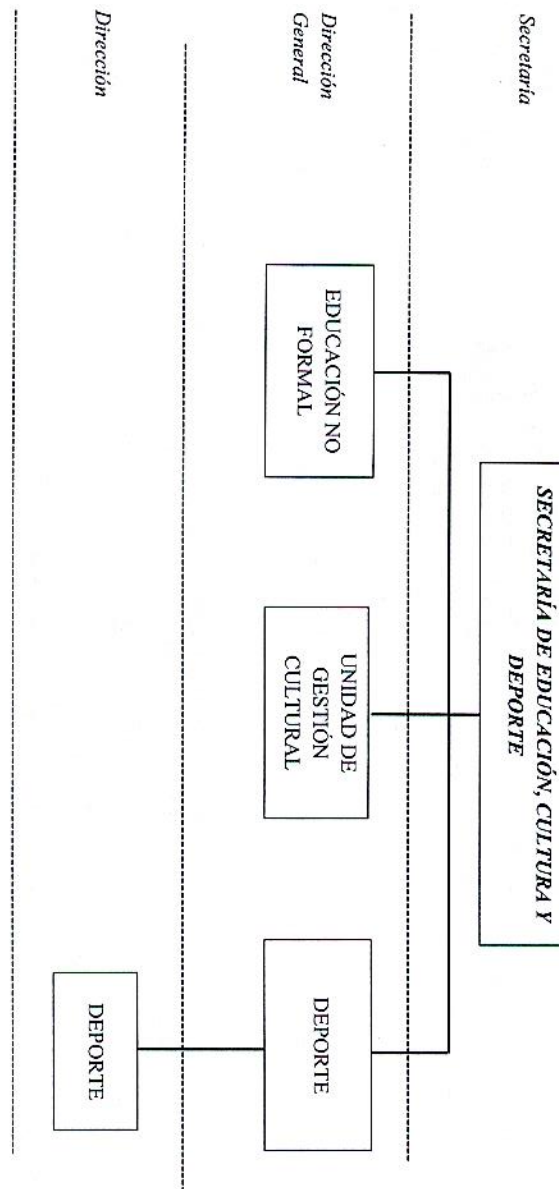 Secretaría
SECRETARÍA DE EDUCACIÓN, CULTURA Y
DEPORTE
Dirección
General
EDUCACIÓN NO
FORMAL
UNIDAD DE
GESTIÓN
CULTURAL
DEPORTE
Dirección
DEPORTE